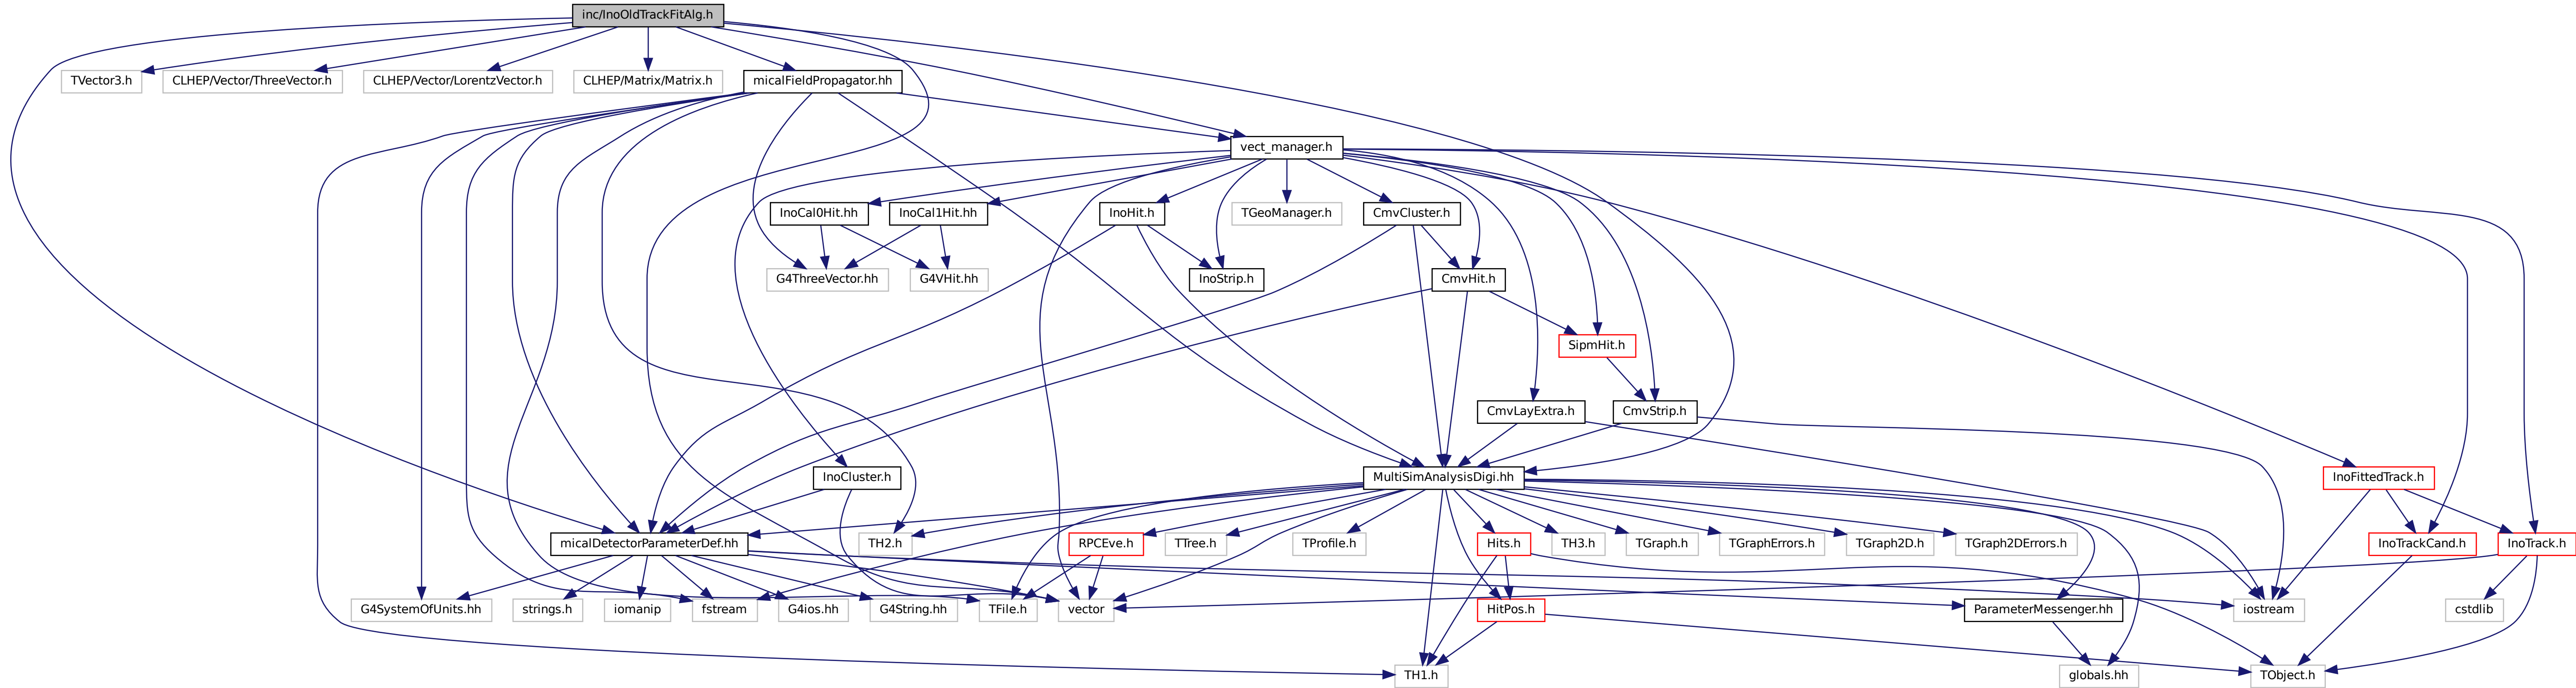 inc/InoOldTrackFitAlg.h
TVector3.h
CLHEP/Vector/ThreeVector.h
CLHEP/Vector/LorentzVector.h
CLHEP/Matrix/Matrix.h
micalFieldPropagator.hh
vect_manager.h
InoCal0Hit.hh
InoCal1Hit.hh
InoHit.h
TGeoManager.h
CmvCluster.h
G4ThreeVector.hh
G4VHit.hh
InoStrip.h
CmvHit.h
SipmHit.h
CmvLayExtra.h
CmvStrip.h
InoCluster.h
MultiSimAnalysisDigi.hh
InoFittedTrack.h
micalDetectorParameterDef.hh
TH2.h
RPCEve.h
TTree.h
TProfile.h
Hits.h
TH3.h
TGraph.h
TGraphErrors.h
TGraph2D.h
TGraph2DErrors.h
InoTrackCand.h
InoTrack.h
G4SystemOfUnits.hh
strings.h
iomanip
fstream
G4ios.hh
G4String.hh
TFile.h
vector
HitPos.h
ParameterMessenger.hh
iostream
cstdlib
TH1.h
globals.hh
TObject.h